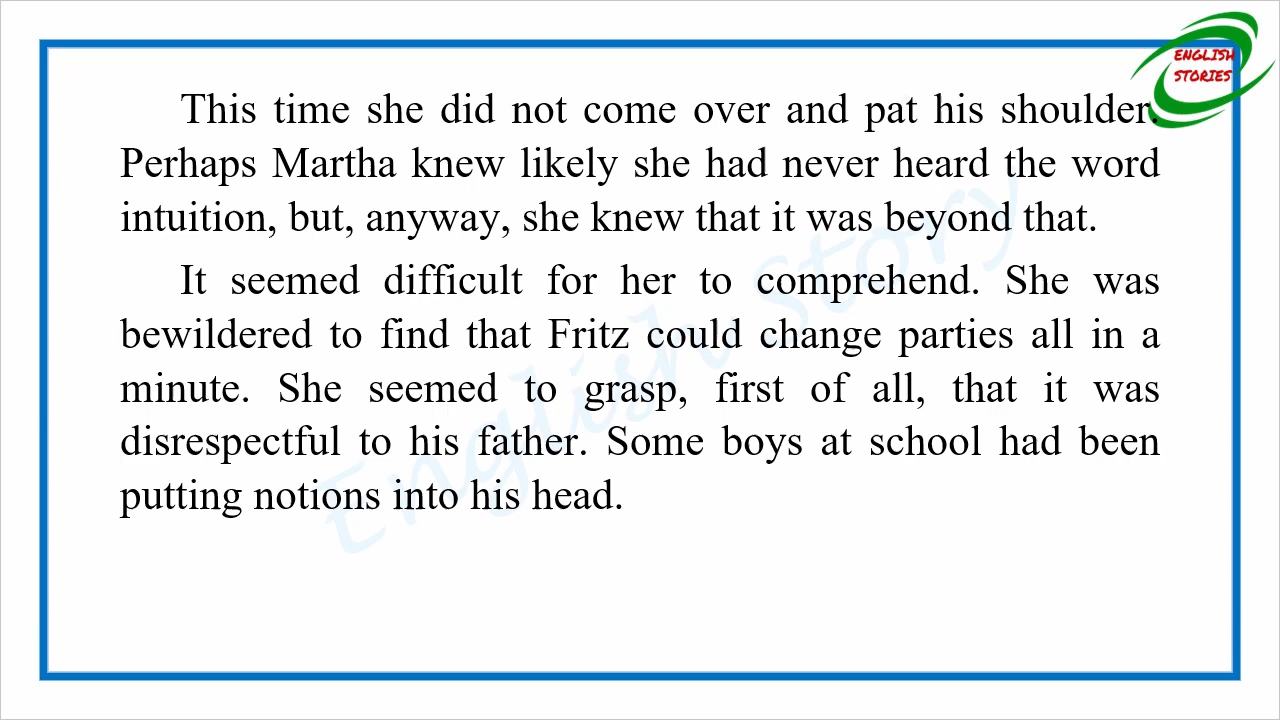 ENGLISH
STORIES
This time she did not come over and pat his shoulder.
Perhaps Martha knew likely she had never heard the word
intuition, but, anyway, she knew that it was beyond that.
It seemed difficult for her to comprehend. She was
bewildered to find that Fritz could change parties all in a
minute. She seemed to grasp, first of all, that it was
disrespectful to his father. Some boys at school had been
putting notions into his head.
English Story